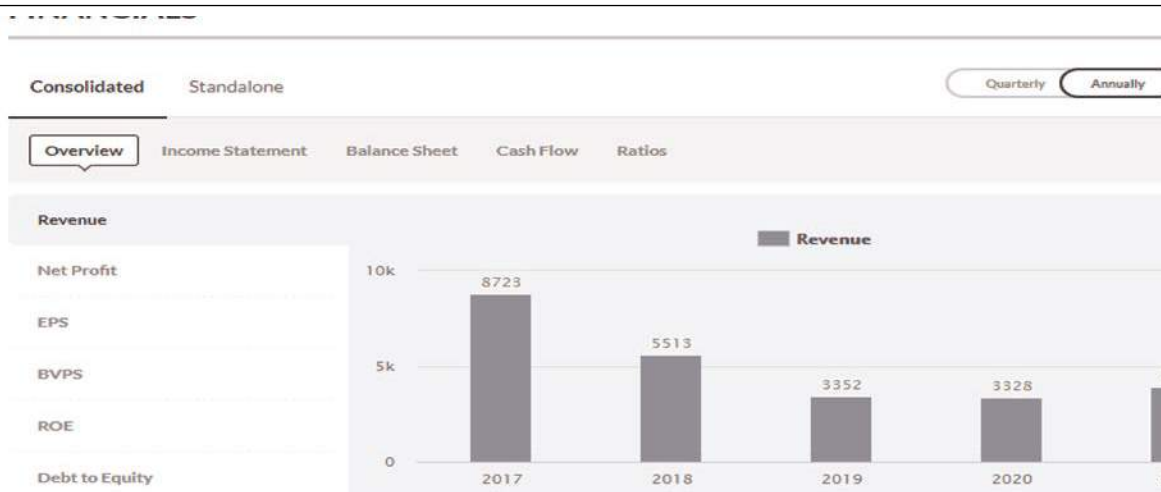 Consolidated Standalone Quarterly Annually
Overview Income Statement Balance Sheet Cash Flow Ratios
Revenue
Net Profit
EPS
BVPS
ROE
Debt to Equity
Revenue
10k
5k
0
8723
5513
3352
3328
2017 2018 2019 2020